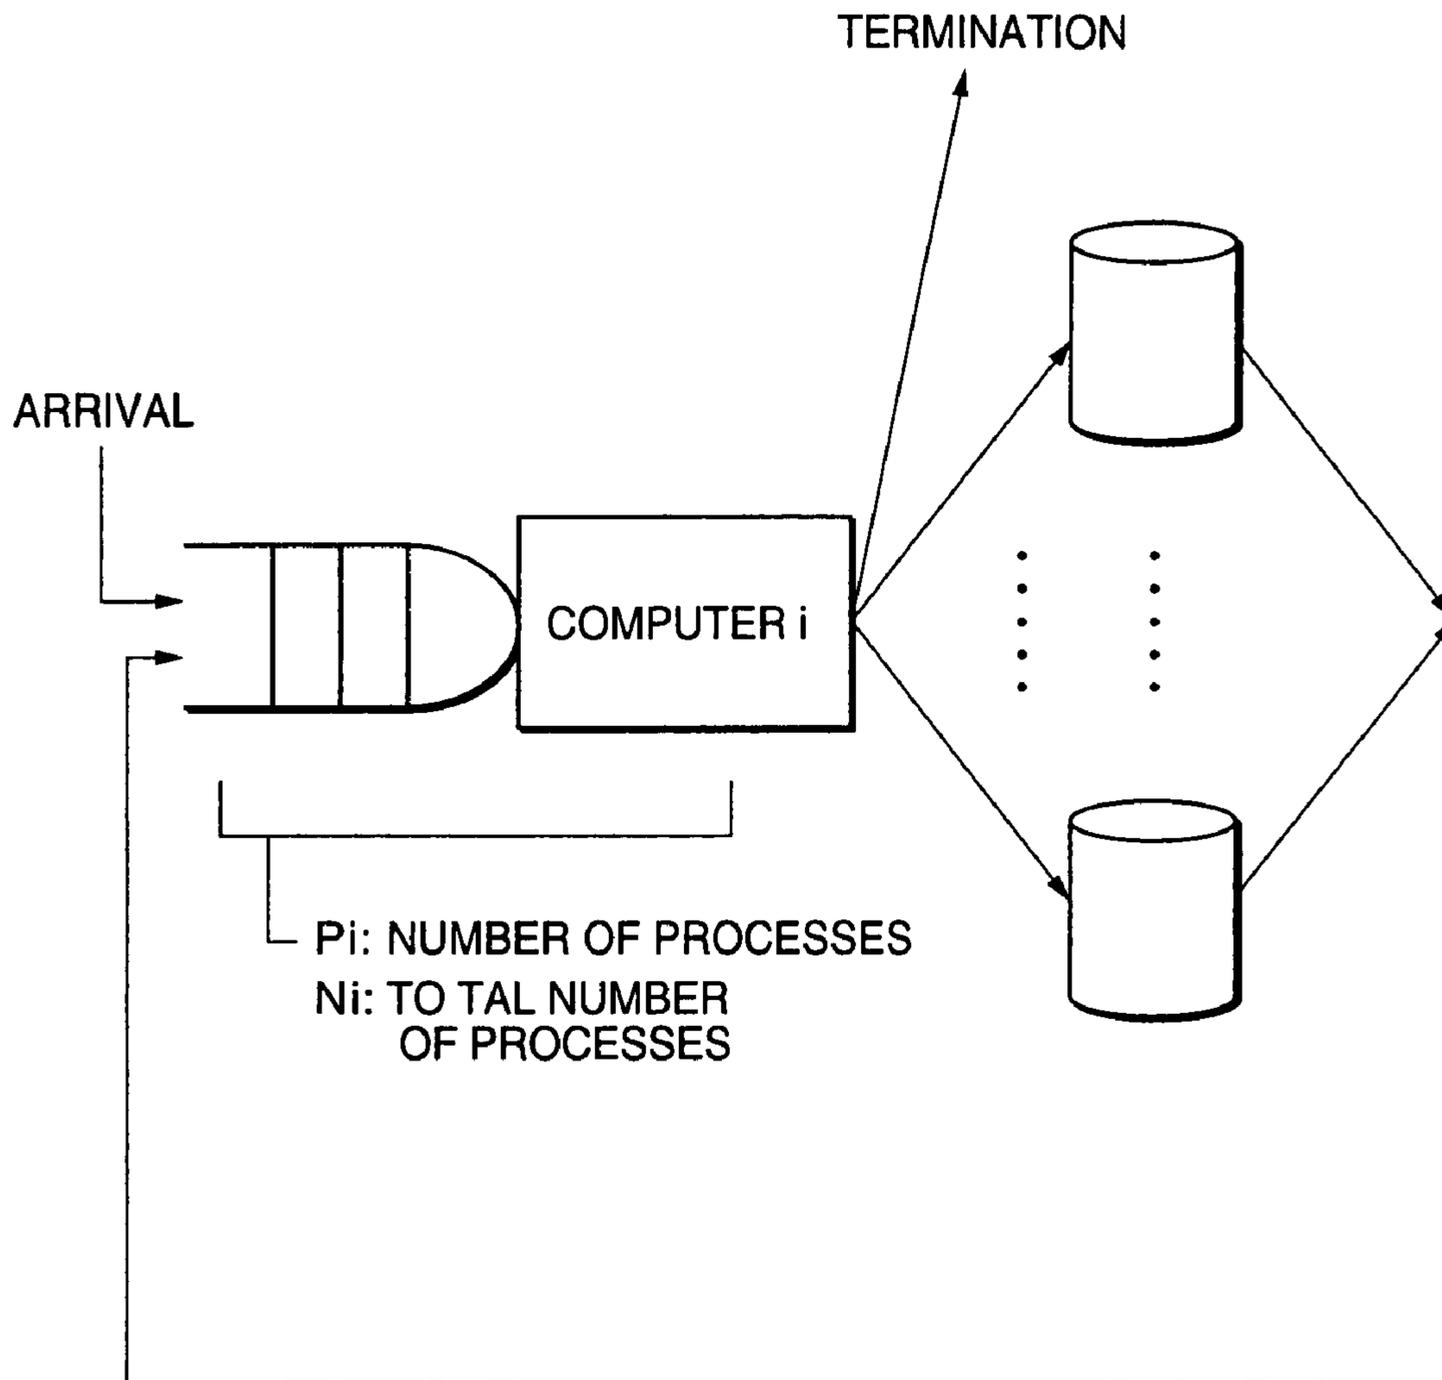 TERMINATION
ARRIVAL
COMPUTER i
Pi: NUMBER OF PROCESSES
Ni: TO TAL NUMBER
OF PROCESSES